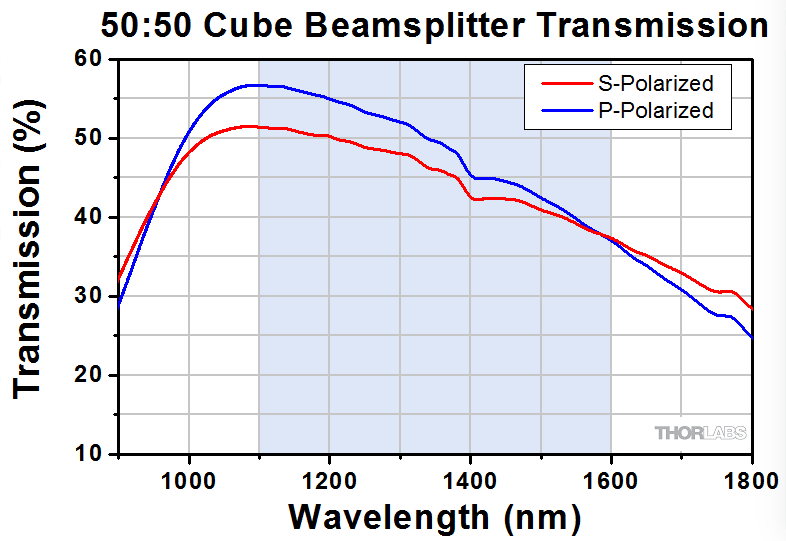 50:50 Cube Beamsplitter Transmission
60
50
40
30
20
10
Transmission (%)
S-Polarized
P-Polarized
THORLABS
1000 1200 1400 1600 1800
Wavelength (nm)